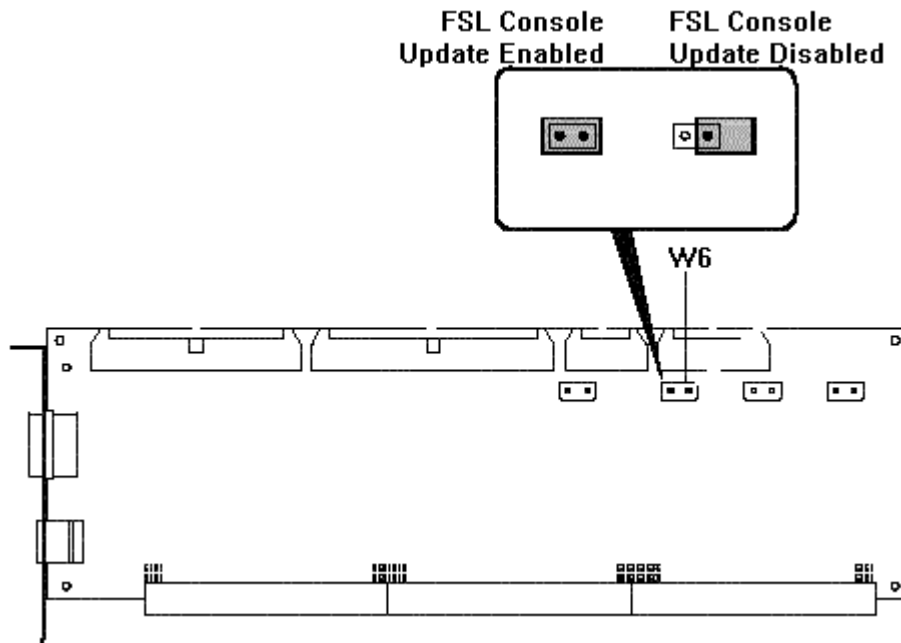 FSL Console
Update Enabled
FSL Console
Update Disabled
W6